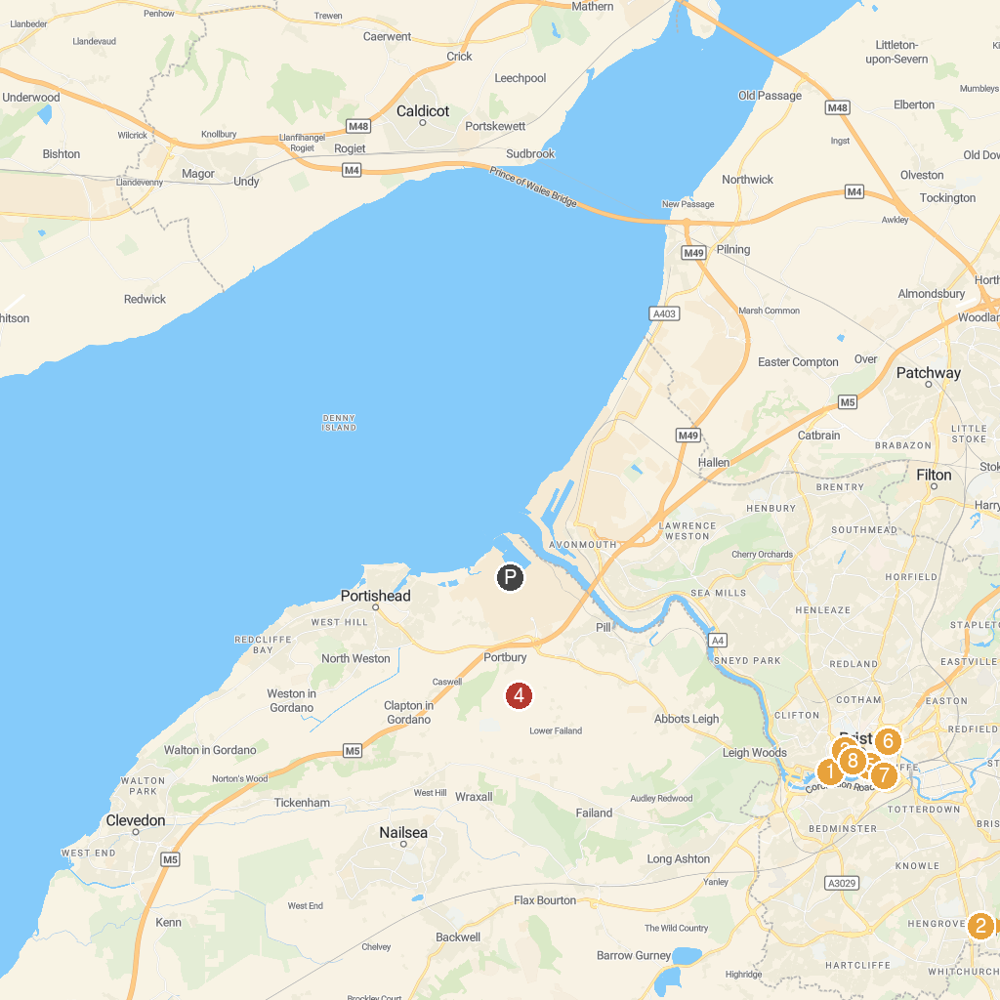 Mathern
Penhow
Trewen
Llanbeder
Llandevaud
Caerwent
Crick
Littleton-
upon-Severn
Leechpool
Underwood
Mumbleys
Old Passage
Elberton
M48
Caldicot
M48
Portskewett
Wilcrick
Knollbury
Llanfihangel
Rogiet
Rogiet
Ingst
Bishton
Sudbrook
M4
Magor
Undy
Llandevenny
Prince of Wales Bridge
Northwick
Olveston
M4
Tockington
New Passage
Awkley
Pilning
M49
Redwick
Almondsbury
A403
Marsh Common
Easter Compton
Over
Patchway
M5
DENNY
ISLAND
M49
Catbrain
LITTLE
STOKE
BRABAZON
Hallen
Filton
BRENTRY
HENBURY
LAWRENCE
WESTON
SOUTHMEAD
AVONMOUTH
Cherry Orchards
P
HORFIELD
Portishead
SEA MILLS
WEST HILL
HENLEAZE
Pill
REDCLIFFE
BAY
A4
North Weston
Portbury
SNEYD PARK
REDLAND
EASTVILLE
Caswell
4
Weston in
Gordano
Clapton in
Gordano
COTHAM
EASTON
CLIFTON
Abbots Leigh
Lower Failand
REDFIELD
6
Walton in Gordano
M5
Leigh Woods
8
1
7
Norton's Wood
WALTON
PARK
West Hill
Wraxall
Audley Redwood
Tickenham
Failand
TOTTERDOWN
Clevedon
Nailsea
BEDMINSTER
WEST END
M5
Long Ashton
KNOWLE
Yanley
A3029
Flax Bourton
West End
Kenn
The Wild Country
HENGROVE
2
Backwell
Chelvey
Barrow Gurney
HARTCLIFFE
Highridge
WHITCHURCH
Brockley Court